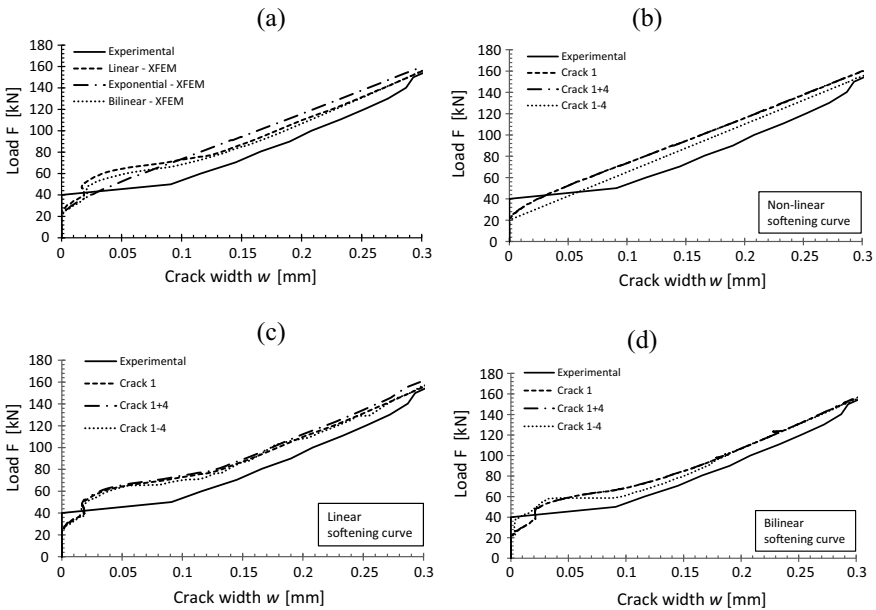 (a)
Load F [kN]
180
160
140
120
100
80
60
40
20
0
Experimental
Linear - XFEM
Exponential - XFEM
Bilinear - XFEM
0
0.05
0.1
0.15
0.2
0.25
0.3
Crack width w [mm]
(b)
Load F [kN]
180
160
140
120
100
80
60
40
20
0
Experimental
Crack 1
Crack 1+4
Crack 1-4
Non-linear
softening curve
0
0.05
0.1
0.15
0.2
0.25
0.3
Crack width w [mm]
(c)
Load F [kN]
180
160
140
120
100
80
60
40
20
0
Experimental
Crack 1
Crack 1+4
Crack 1-4
Linear
softening curve
0
0.05
0.1
0.15
0.2
0.25
0.3
Crack width w [mm]
(d)
Load F [kN]
180
160
140
120
100
80
60
40
20
0
Experimental
Crack 1
Crack 1+4
Crack 1-4
Bilinear
softening curve
0
0.05
0.1
0.15
0.2
0.25
0.3
Crack width w [mm]